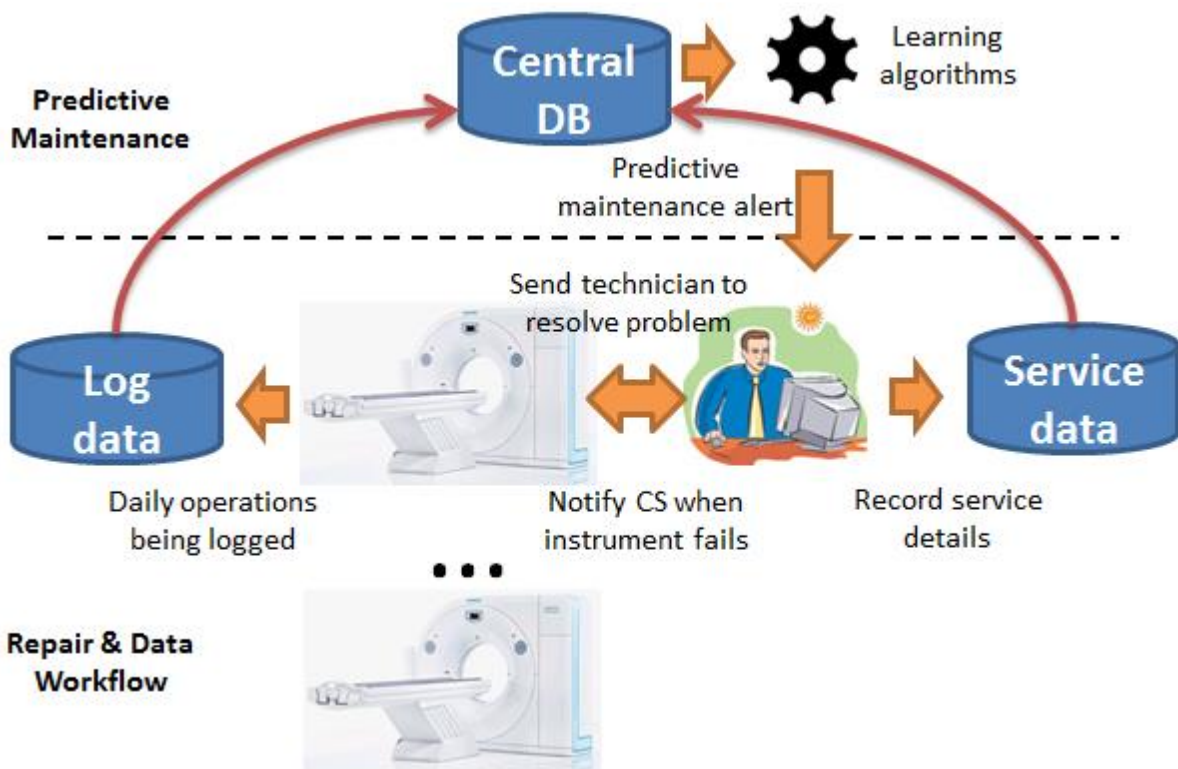 Central
DB
Learning
algorithms
Predictive
Maintenance
Predictive
maintenance alert
Send technician to
resolve problem
Log
data
Service
data
Daily operations
being logged
Notify CS when
instrument fails
Record service
details
...
Repair & Data
Workflow